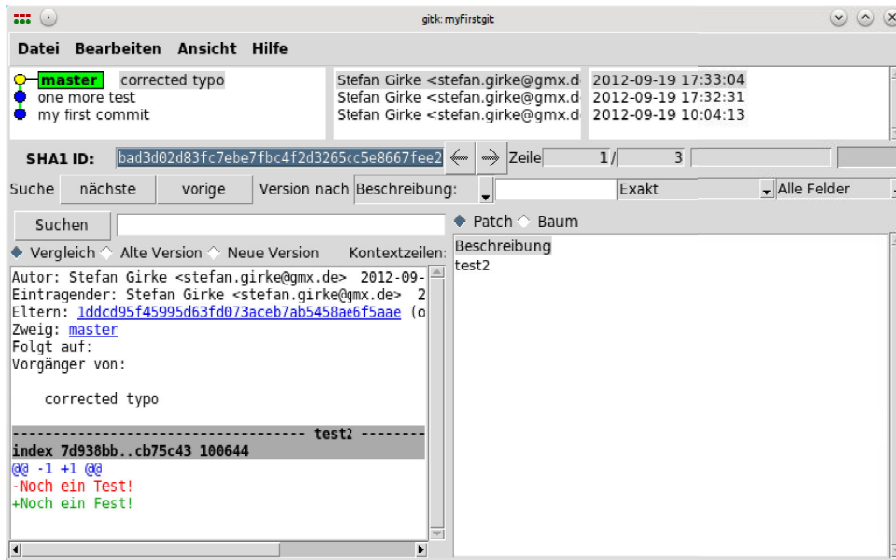 gitk: myfirstgit
Datei Bearbeiten Ansicht Hilfe
master corrected typo Stefan Girke <stefan.girke@gmx.d 2012-09-19 17:33:04
one more test Stefan Girke <stefan.girke@gmx.d 2012-09-19 17:32:31
my first commit Stefan Girke <stefan.girke@gmx.d 2012-09-19 10:04:13
SHA1 ID: bad3d02d83fc7ebe7fbc4f2d3265cc5e8667fee2 Zeile 1/ 3
Suche nächste vorige Version nach Beschreibung: Exakt Alle Felder
Suchen
Patch Baum
Vergleich Alte Version Neue Version Kontextzeilen:
Beschreibung
test2
Autor: Stefan Girke <stefan.girke@gmx.de> 2012-09-
Eintragender: Stefan Girke <stefan.girke@gmx.de> 2
Eltern: 1ddcd95f45995d63fd073aceb7ab5458ae6f5aae (o
Zweig: master
Folgt auf:
Vorgänger von:
corrected typo
----------------------------------- test2 --------
index 7d938bb..cb75c43 100644
@@ -1 +1 @@
-Noch ein Test!
+Noch ein Fest!